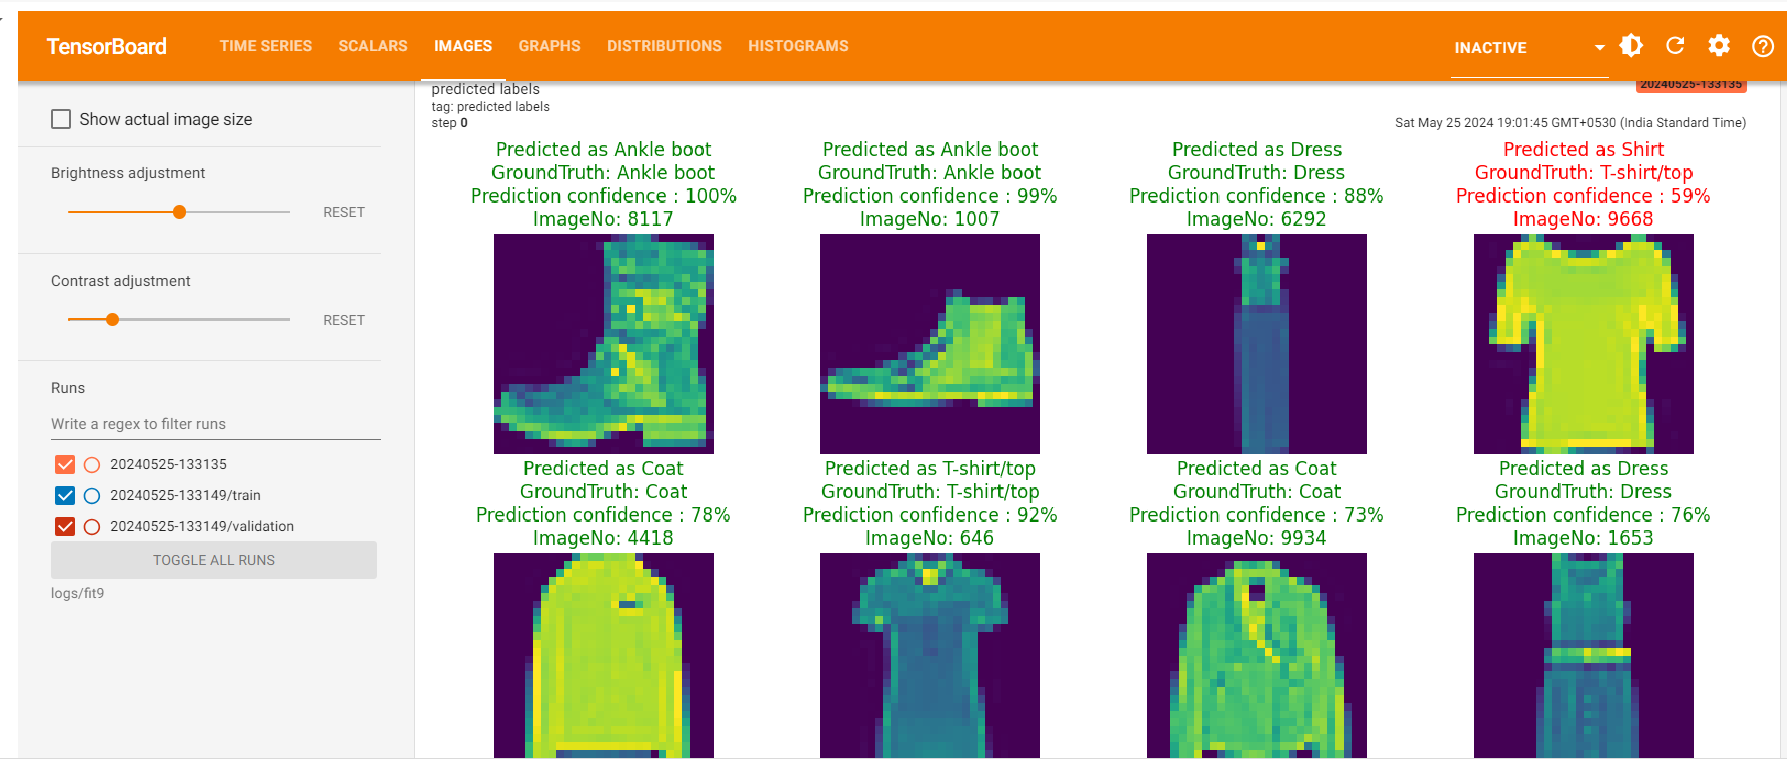 TensorBoard
TIME SERIES
SCALARS
IMAGES
GRAPHS
DISTRIBUTIONS
HISTOGRAMS
INACTIVE
Show actual image size
Brightness adjustment
RESET
Contrast adjustment
RESET
Runs
Write a regex to filter runs
20240525-133135
20240525-133149/train
20240525-133149/validation
TOGGLE ALL RUNS
logs/fit9
predicted labels
tag: predicted labels
step 0
20240525-133135
Sat May 25 2024 19:01:45 GMT+0530 (India Standard Time)
Predicted as Ankle boot
GroundTruth: Ankle boot
Prediction confidence : 100%
ImageNo: 8117
Predicted as Ankle boot
GroundTruth: Ankle boot
Prediction confidence : 99%
ImageNo: 1007
Predicted as Dress
GroundTruth: Dress
Prediction confidence : 88%
ImageNo: 6292
Predicted as Shirt
GroundTruth: T-shirt/top
Prediction confidence : 59%
ImageNo: 9668
Predicted as Coat
GroundTruth: Coat
Prediction confidence : 78%
ImageNo: 4418
Predicted as T-shirt/top
GroundTruth: T-shirt/top
Prediction confidence : 92%
ImageNo: 646
Predicted as Coat
GroundTruth: Coat
Prediction confidence : 73%
ImageNo: 9934
Predicted as Dress
GroundTruth: Dress
Prediction confidence : 76%
ImageNo: 1653